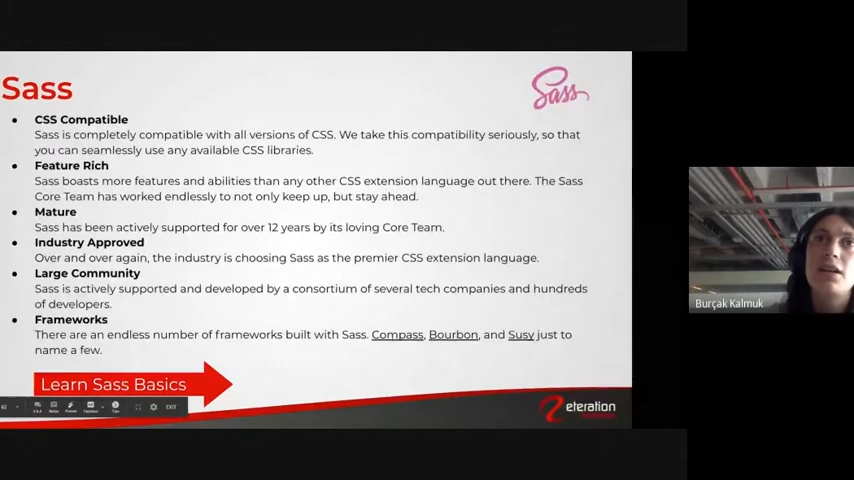 Sass
Sass
CSS Compatible
Sass is completely compatible with all versions of CSS. We take this compatibility seriously, so that
you can seamlessly use any available CSS libraries.
Feature Rich
Sass boasts more features and abilities than any other CSS extension language out there. The Sass
Core Team has worked endlessly to not only keep up, but stay ahead.
Mature
Sass has been actively supported for over 12 years by its loving Core Team.
Industry Approved
Over and over again, the industry is choosing Sass as the premier CSS extension language.
Large Community
Sass is actively supported and developed by a consortium of several tech companies and hundreds
of developers.
Frameworks
There are an endless number of frameworks built with Sass. Compass, Bourbon, and Susy just to
name a few.
Learn Sass Basics
62
EXIT
eteration
Burçak Kalmuk